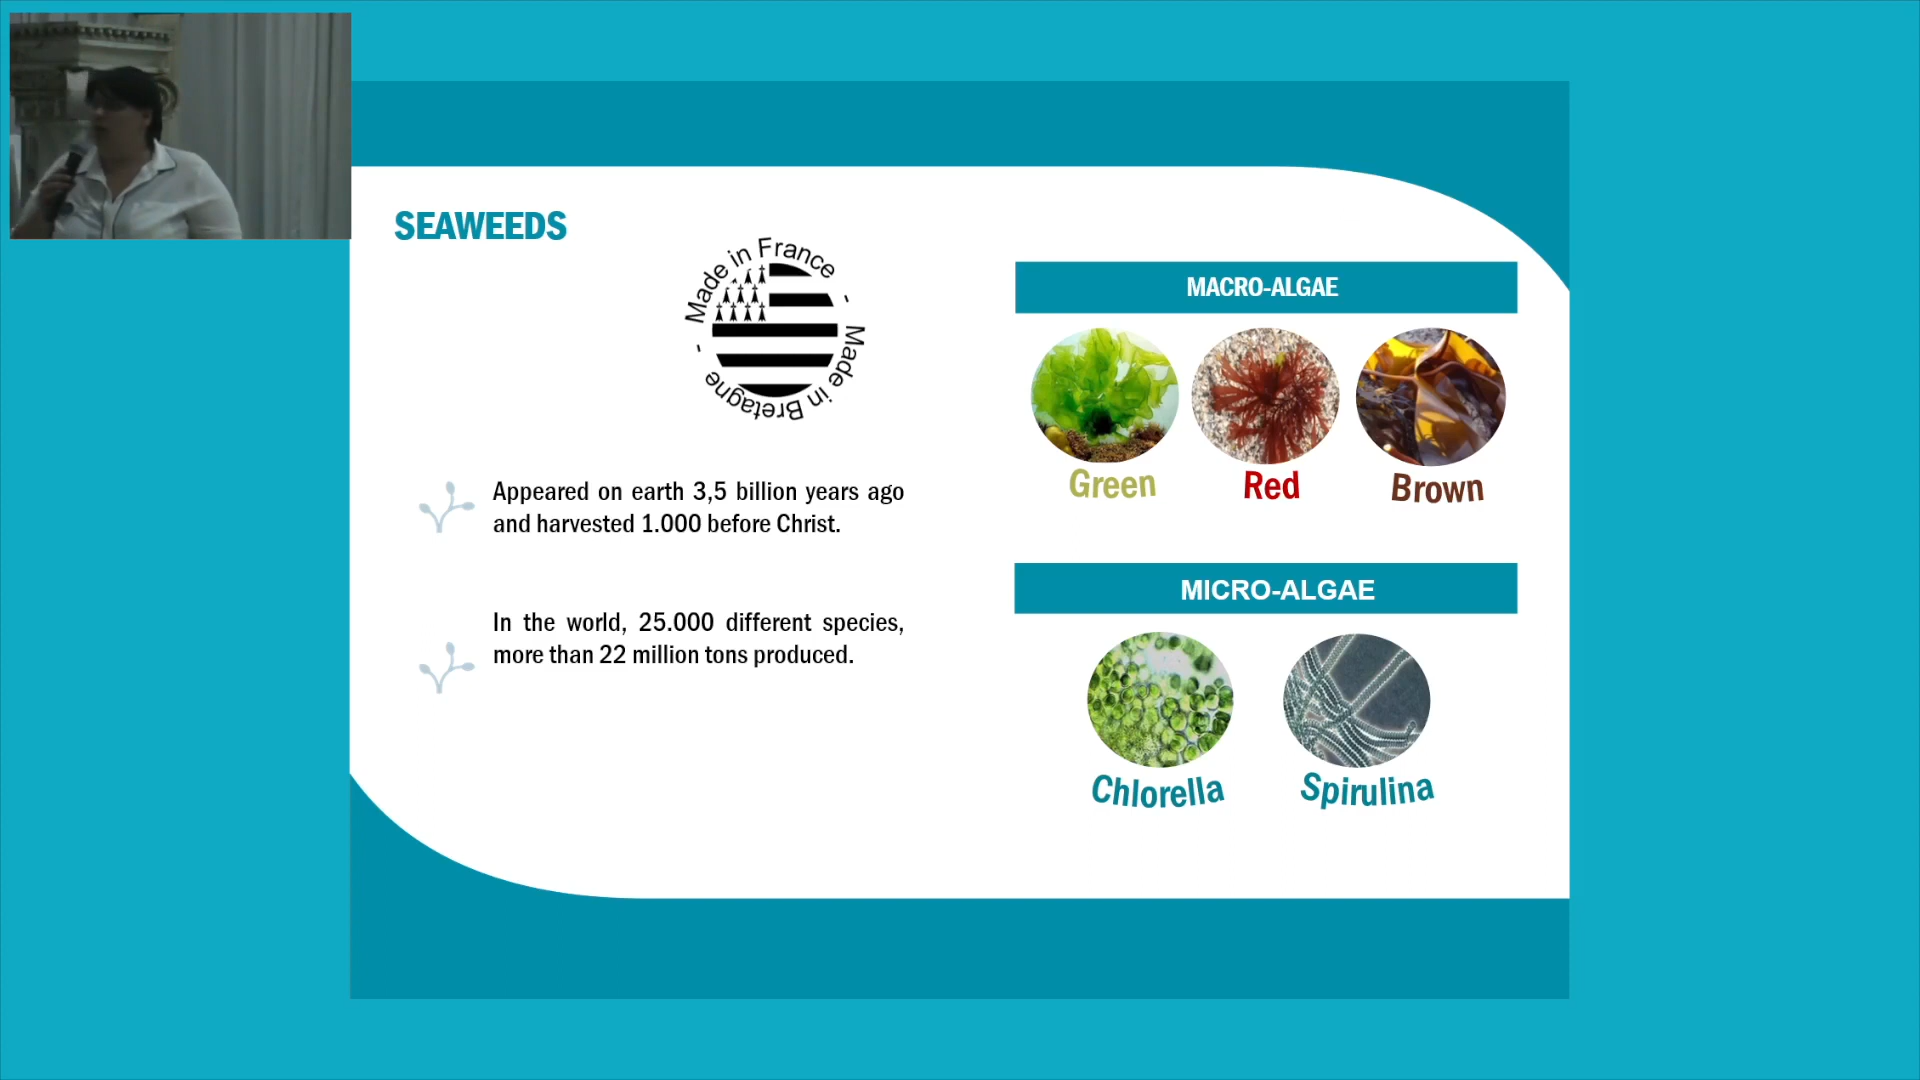 SEAWEEDS
Made in France - Made in Bretagne -
Appeared on earth 3,5 billion years ago
and harvested 1.000 before Christ.
In the world, 25.000 different species,
more than 22 million tons produced.
MACRO-ALGAE
Green
Red
Brown
MICRO-ALGAE
Chlorella
Spirulina